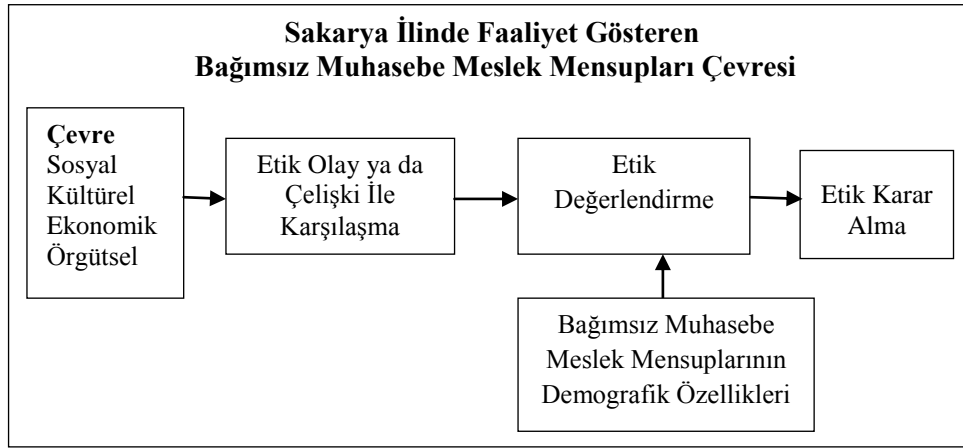 Sakarya İlinde Faaliyet Gösteren
Bağımsız Muhasebe Meslek Mensupları Çevresi
Çevre
Sosyal
Kültürel
Ekonomik
Örgütsel
Etik Olay ya da
Çelişki İle
Karşılaşma
Etik
Değerlendirme
Etik Karar
Alma
Bağımsız Muhasebe
Meslek Mensuplarının
Demografik Özellikleri